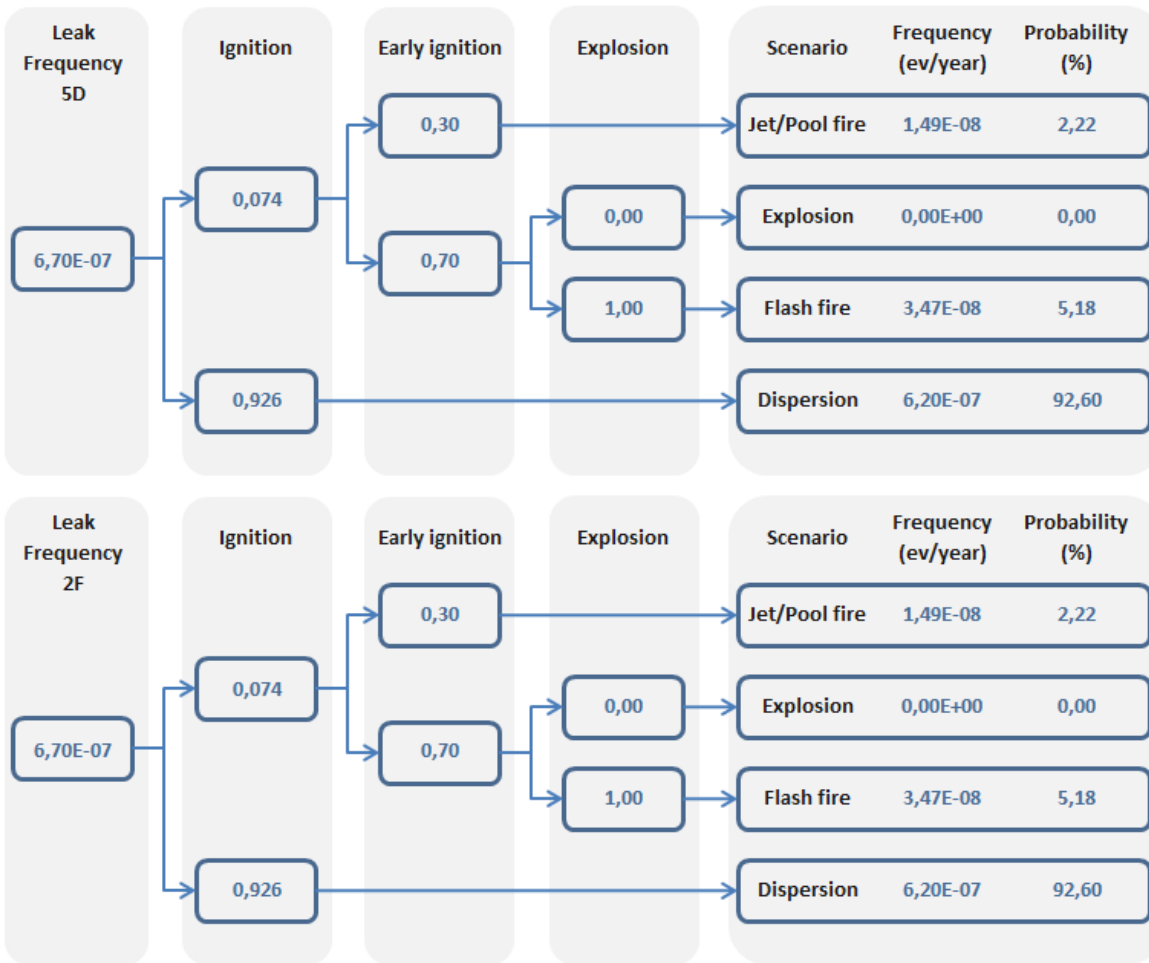 Leak
Frequency
5D
Ignition
Early ignition
Explosion
Scenario
Frequency
(ev/year)
Probability
(%)
0,30
Jet/Pool fire 1,49E-08 2,22
0,074
0,00
Explosion 0,00E+00 0,00
6,70E-07
0,70
1,00
Flash fire 3,47E-08 5,18
0,926
Dispersion 6,20E-07 92,60
Leak
Frequency
2F
Ignition
Early ignition
Explosion
Scenario
Frequency
(ev/year)
Probability
(%)
0,30
Jet/Pool fire 1,49E-08 2,22
0,074
0,00
Explosion 0,00E+00 0,00
6,70E-07
0,70
1,00
Flash fire 3,47E-08 5,18
0,926
Dispersion 6,20E-07 92,60